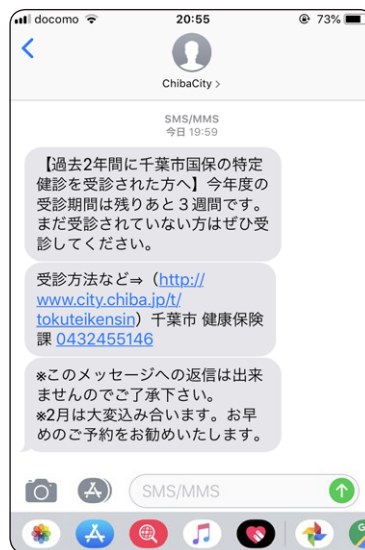 docomo
20:55
73%
ChibaCity >
SMS/MMS
今日 19:59
【過去2年間に千葉市国保の特定
健診を受診された方へ】今年度の
受診期間は残りあと3週間です。
まだ受診されていない方はぜひ受
診してください。
受診方法など⇒（http://
www.city.chiba.jp/t/
tokuteikensin）千葉市 健康保険
課 0432455146
※このメッセージへの返信は出来
ませんのでご了承下さい。
※2月は大変込み合います。お早
めのご予約をお勧めいたします。
SMS/MMS